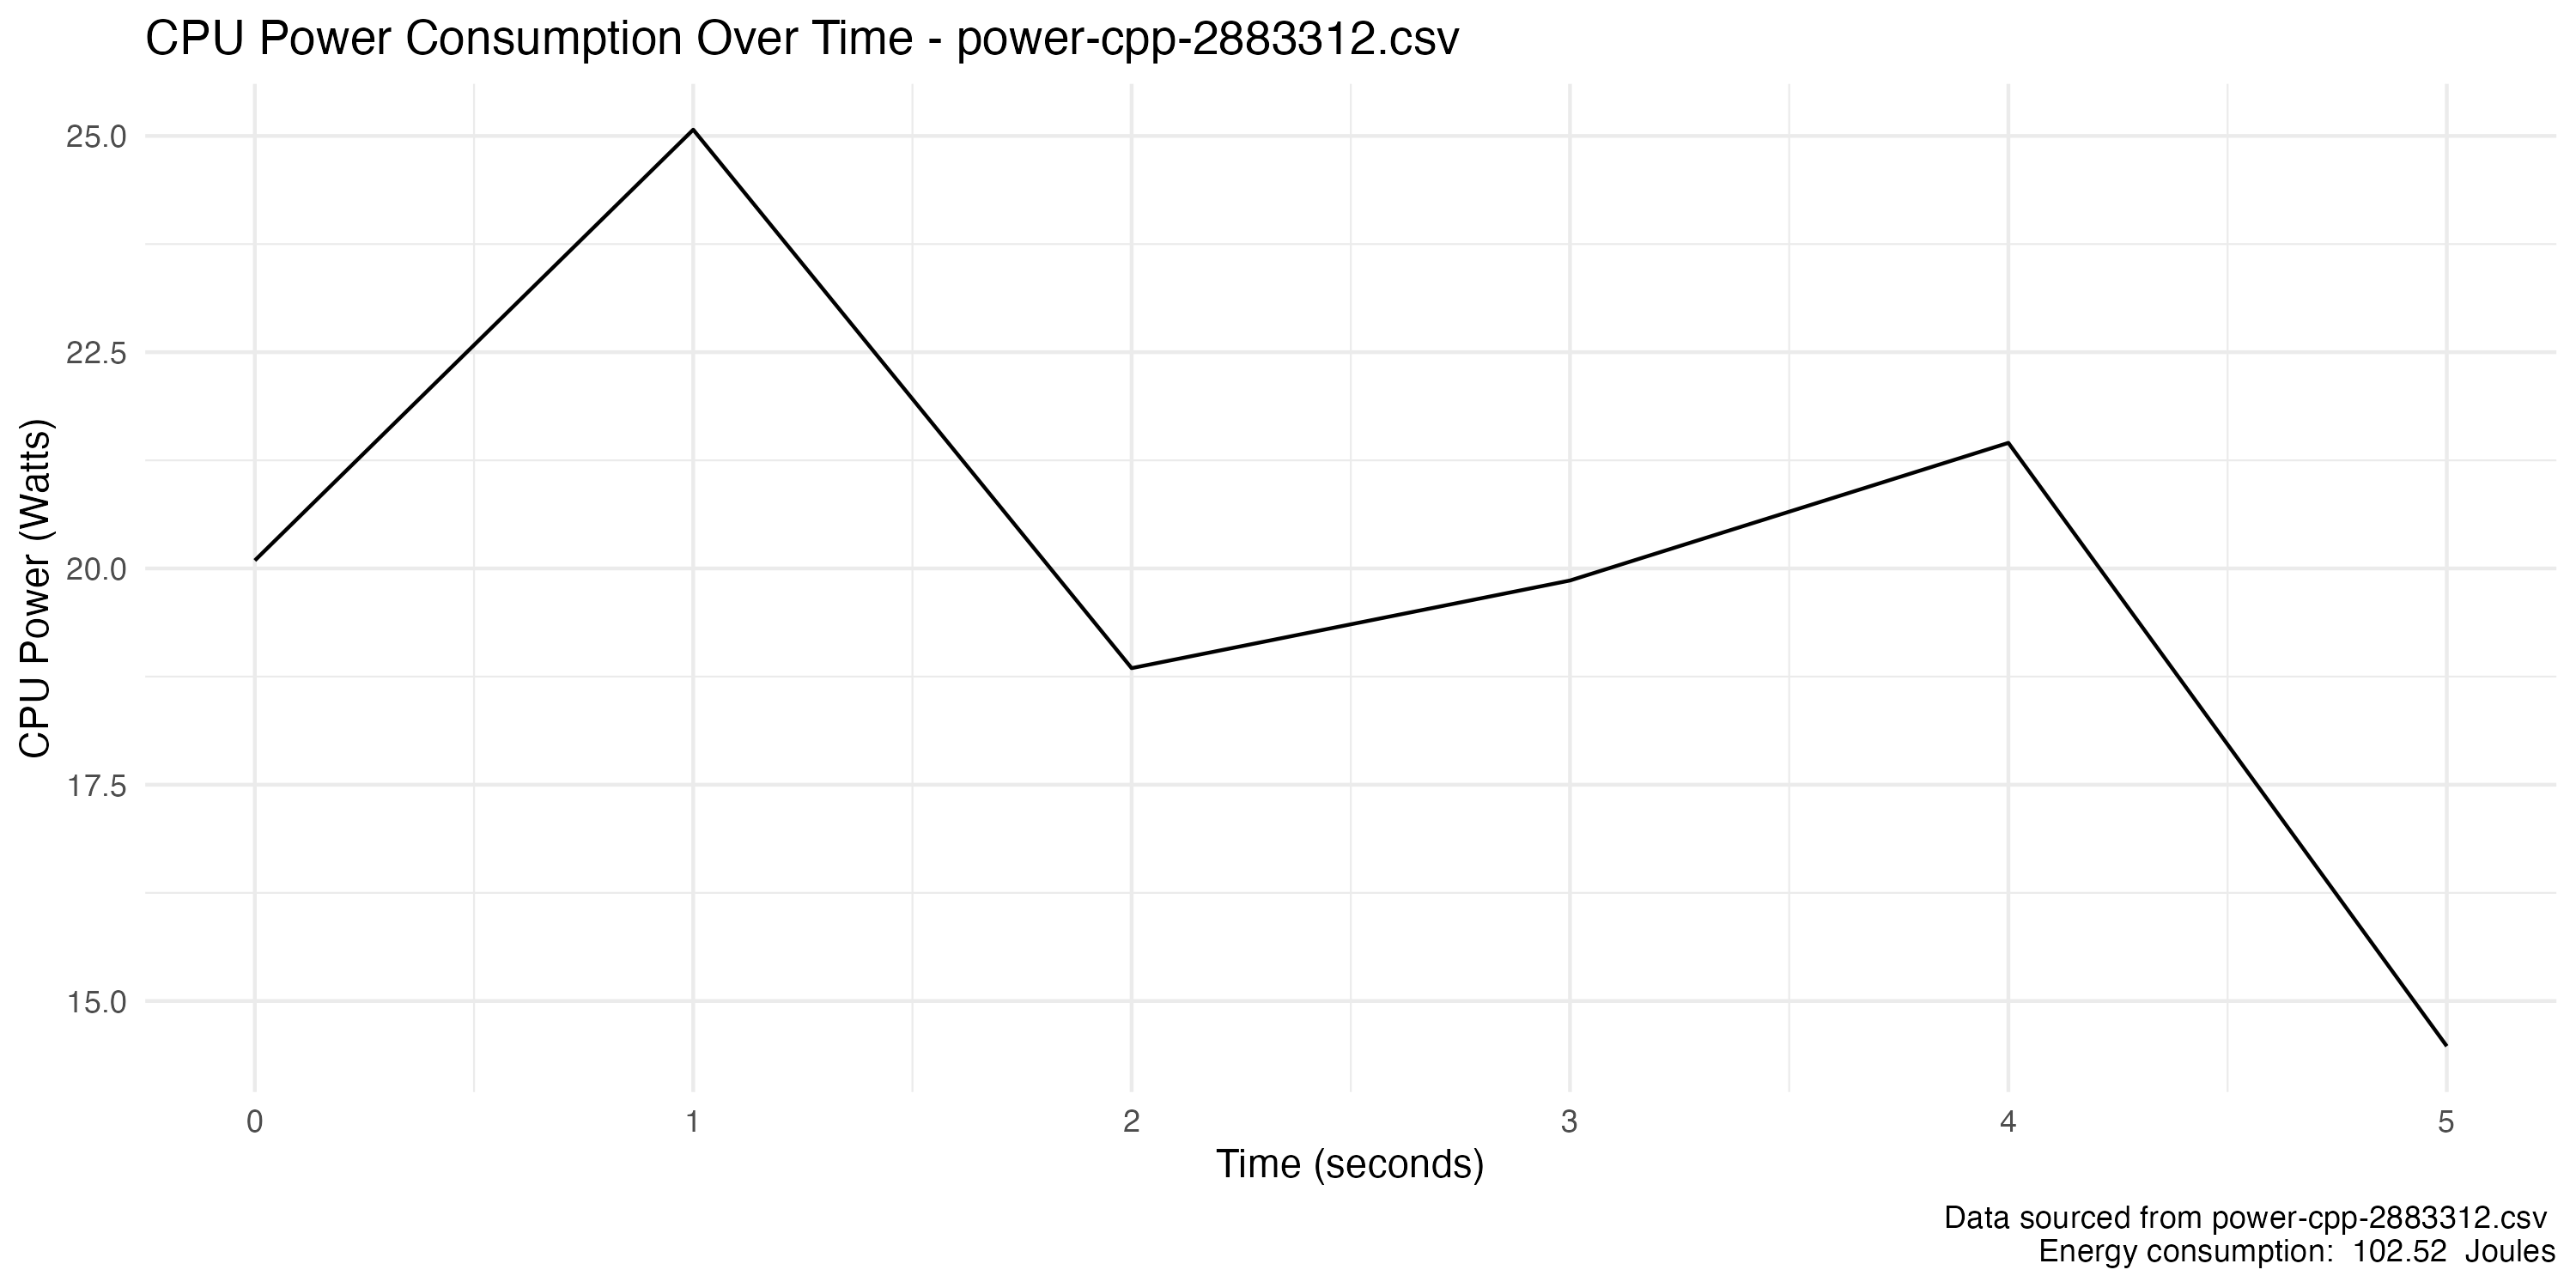 CPU Power Consumption Over Time - power-cpp-2883312.csv
CPU Power (Watts)
25.0
22.5
20.0
17.5
15.0
0 1 2 3 4 5
Time (seconds)
Data sourced from power-cpp-2883312.csv
Energy consumption:  102.52  Joules